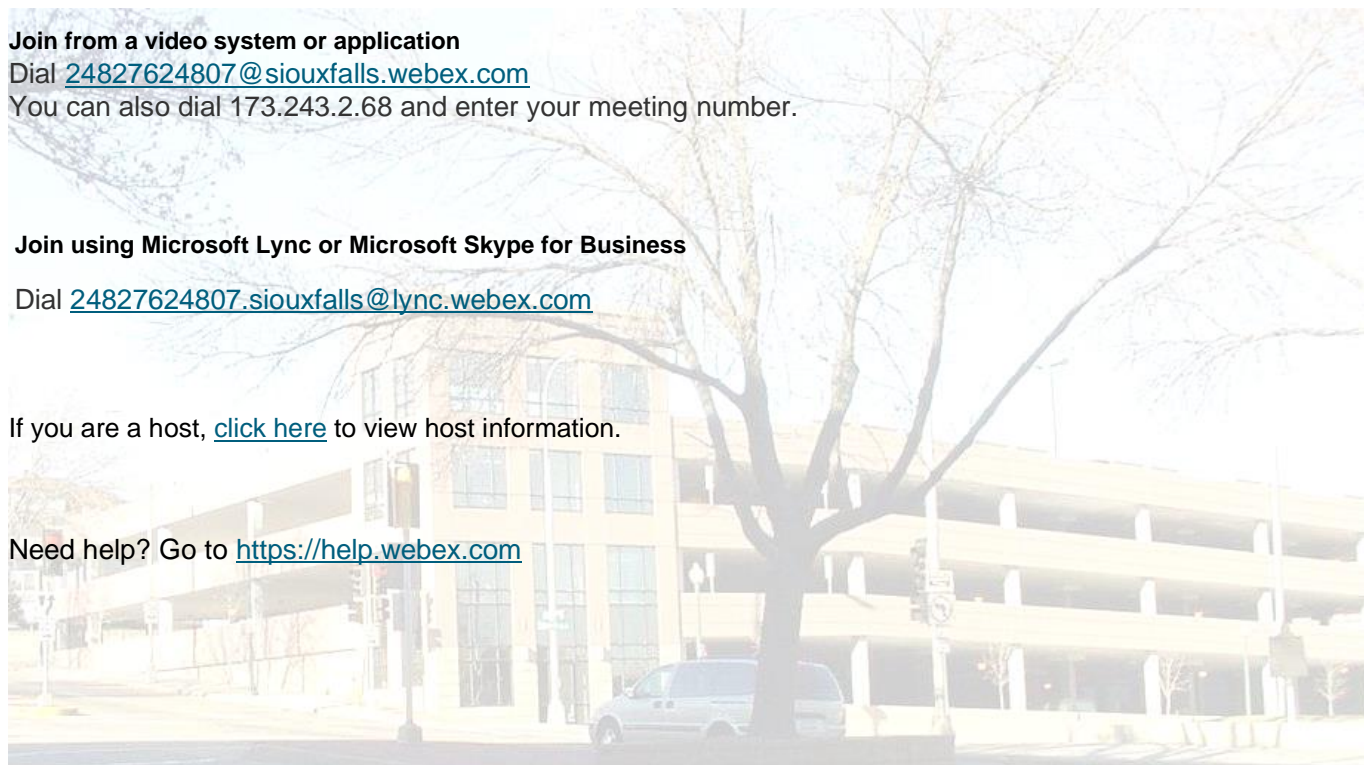 Join from a video system or application
Dial 24827624807@siouxfalls.webex.com
You can also dial 173.243.2.68 and enter your meeting number.
Join using Microsoft Lync or Microsoft Skype for Business
Dial 24827624807.siouxfalls@lync.webex.com
If you are a host, click here to view host information.
Need help? Go to https://help.webex.com